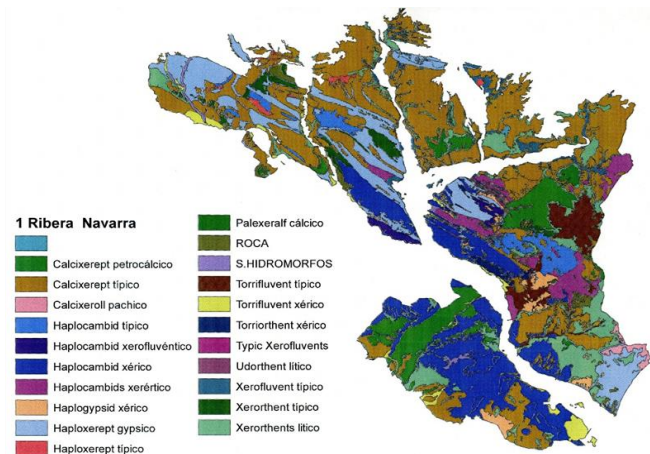 1 Ribera Navarra
Calcixerept petrocálcico
Calcixerept típico
Calcixeroll pachico
Haplocambid típico
Haplocambid xerofluvéntico
Haplocambid xérico
Haplocambids xerértico
Haplogypsid xérico
Haploxerept gypsico
Haploxerept típico
Palexeralf cálcico
ROCA
S.HIDROMORFOS
Torrifluvent típico
Torrifluvent xérico
Torriorthent xérico
Typic Xerofluvents
Udorthent lítico
Xerofluvent típico
Xerorthent típico
Xerorthents lítico